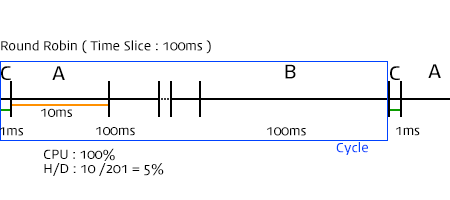 Round Robin ( Time Slice : 100ms )
C A B C A
10ms
1ms 100ms 100ms 1ms
Cycle
CPU : 100%
H/D : 10 /201 = 5%